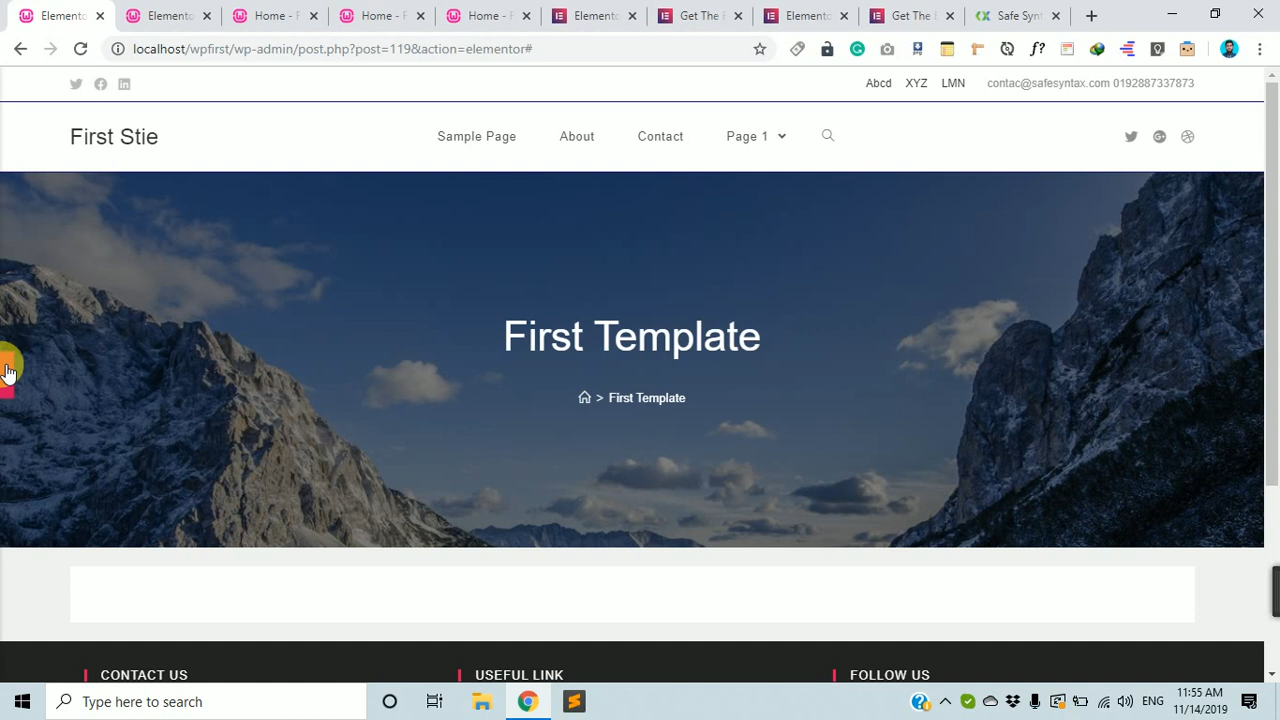 Elemento
Elemento
Home - F
Home - F
Home - F
Elemento
Get The E
Elemento
Get The E
Safe Synt
localhost/wpfirst/wp-admin/post.php?post=119&action=elementor#
Abcd XYZ LMN contac@safesyntax.com 0192887337873
First Stie
Sample Page About Contact Page 1
First Template
> First Template
CONTACT US USEFUL LINK FOLLOW US
Type here to search
ENG
11:55 AM
11/14/2019